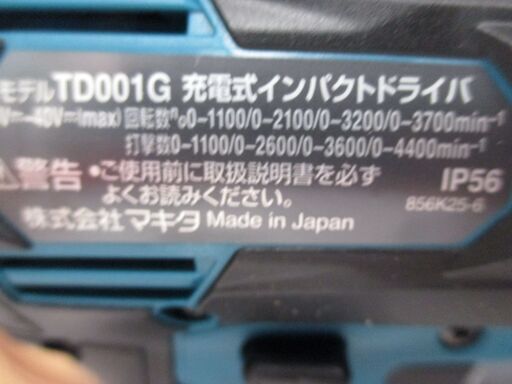 モデルTD001G 充電式インパクトドライバ
V⎓-40V⎓(max) 回転数n₀0-1100/0-2100/0-3200/0-3700min⁻¹
打撃数0-1100/0-2600/0-3600/0-4400min⁻¹
警告 •ご使用前に取扱説明書を必ず
よくお読みください。
IP56
856K25-6
株式会社マキタ Made in Japan